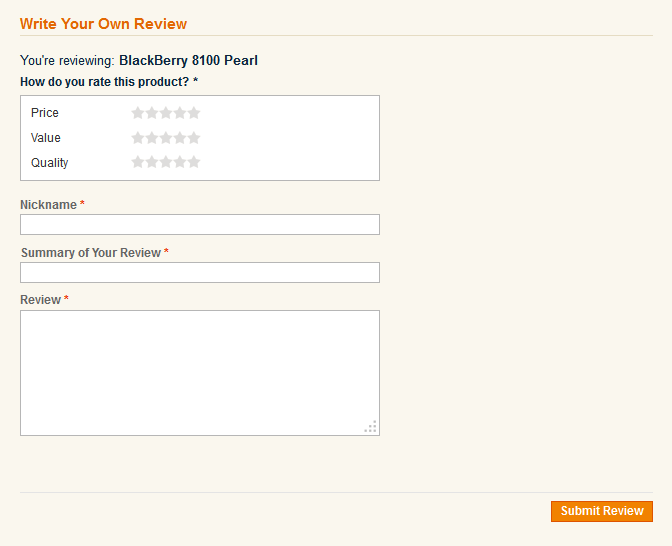 Write Your Own Review
You're reviewing: BlackBerry 8100 Pearl
How do you rate this product? *
Price
Value
Quality
Nickname *
Summary of Your Review *
Review *
Submit Review